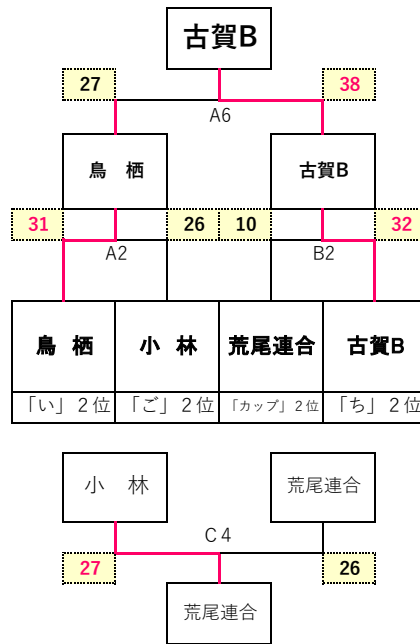 古賀B
27 38
A6
鳥 栖 古賀B
31 26 10 32
A2 B2
鳥 栖 小 林 荒尾連合 古賀B
「い」２位 「ご」２位 「カップ」２位 「ち」２位
小 林 荒尾連合
C４
27 26
荒尾連合